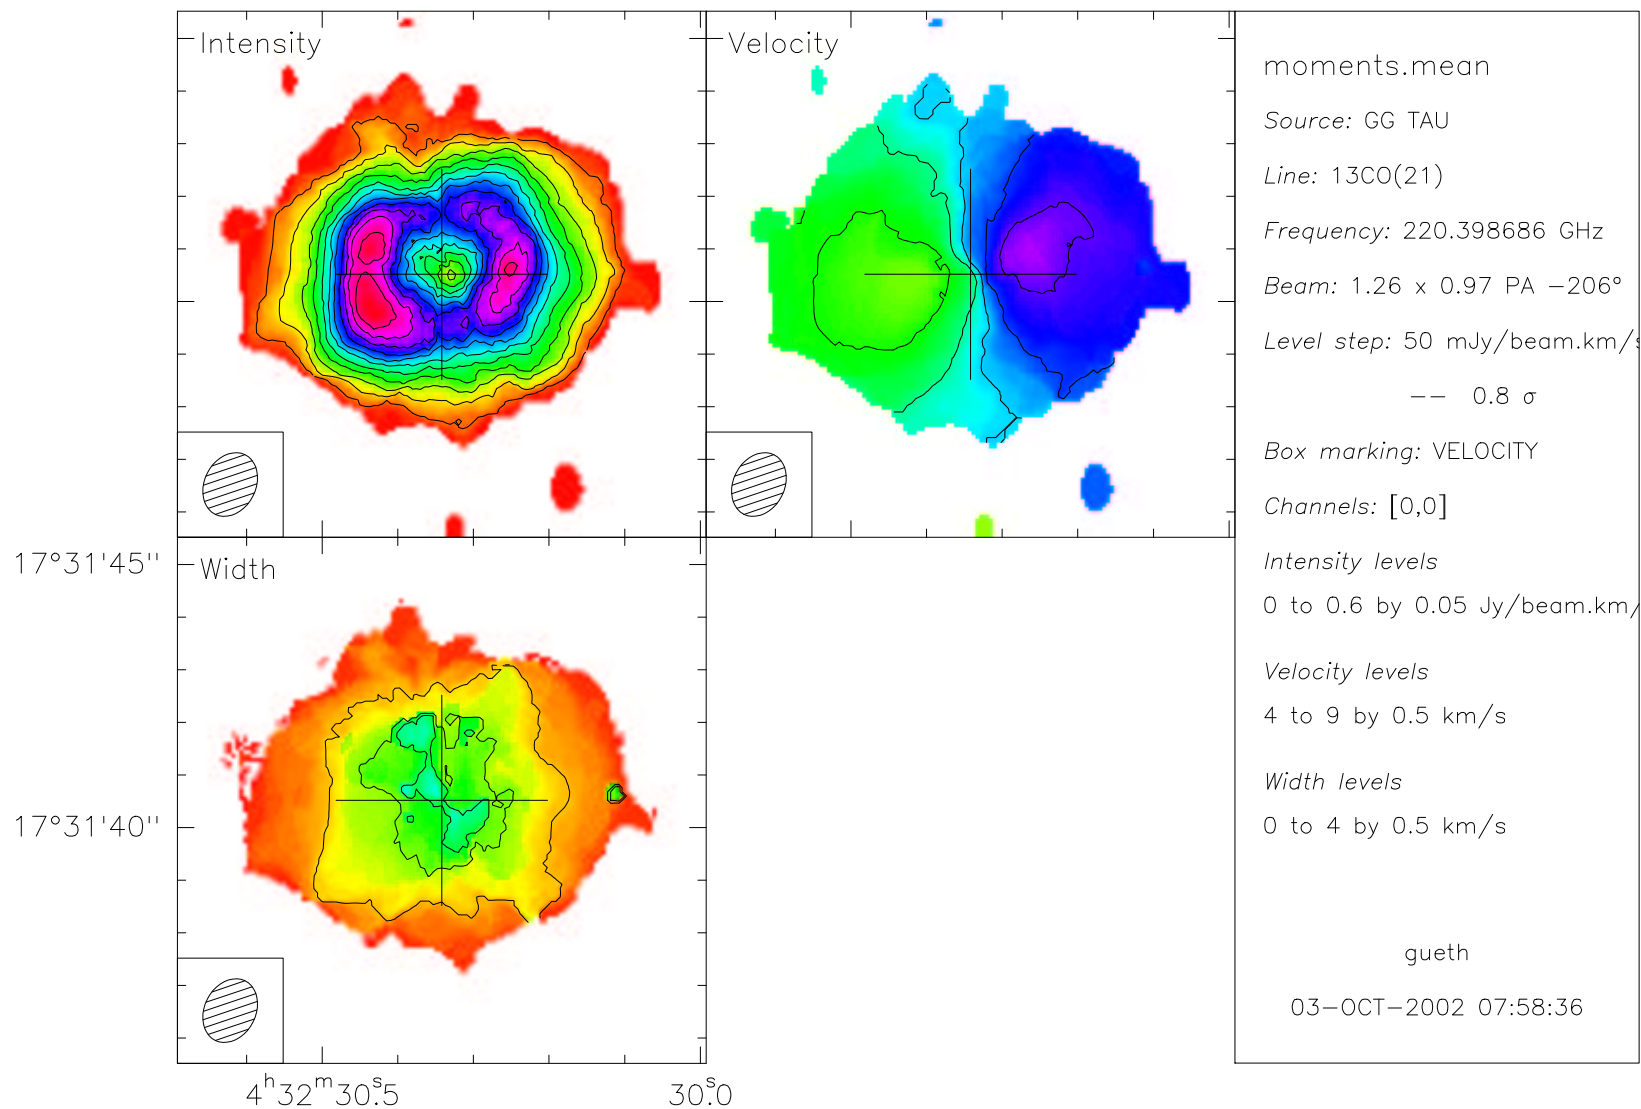 Intensity
Velocity
moments.mean
Source: GG TAU
Line: 13CO(21)
Frequency: 220.398686 GHz
Beam: 1.26 x 0.97 PA −206°
Level step: 50 mJy/beam.km/s
−− 0.8 σ
Box marking: VELOCITY
Channels: [0,0]
Intensity levels
0 to 0.6 by 0.05 Jy/beam.km/
Velocity levels
4 to 9 by 0.5 km/s
Width levels
0 to 4 by 0.5 km/s
gueth
03−OCT−2002 07:58:36
17°31'45''
Width
17°31'40''
4h32m30s.5
30s.0